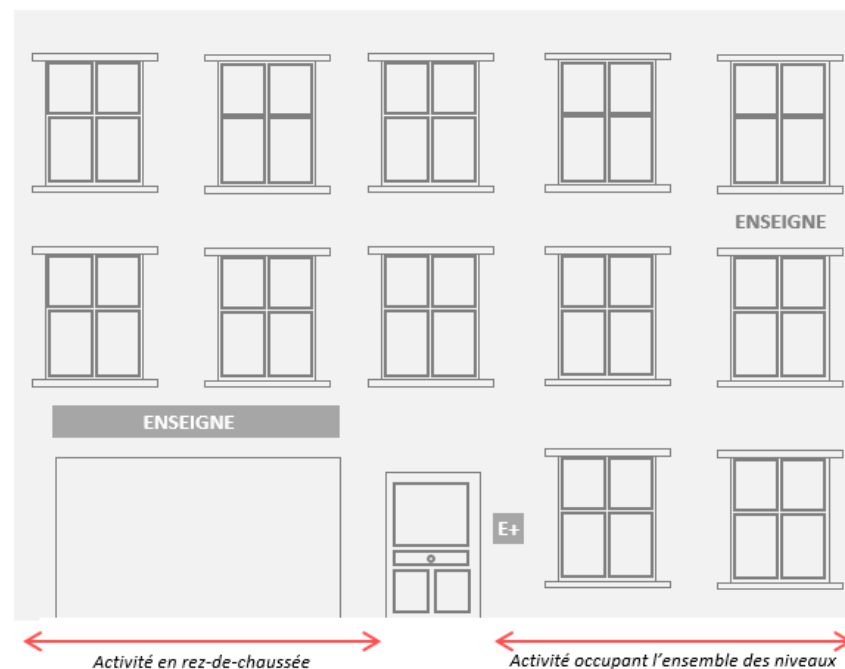 ENSEIGNE
ENSEIGNE
E+
Activité en rez-de-chaussée
Activité occupant l'ensemble des niveaux